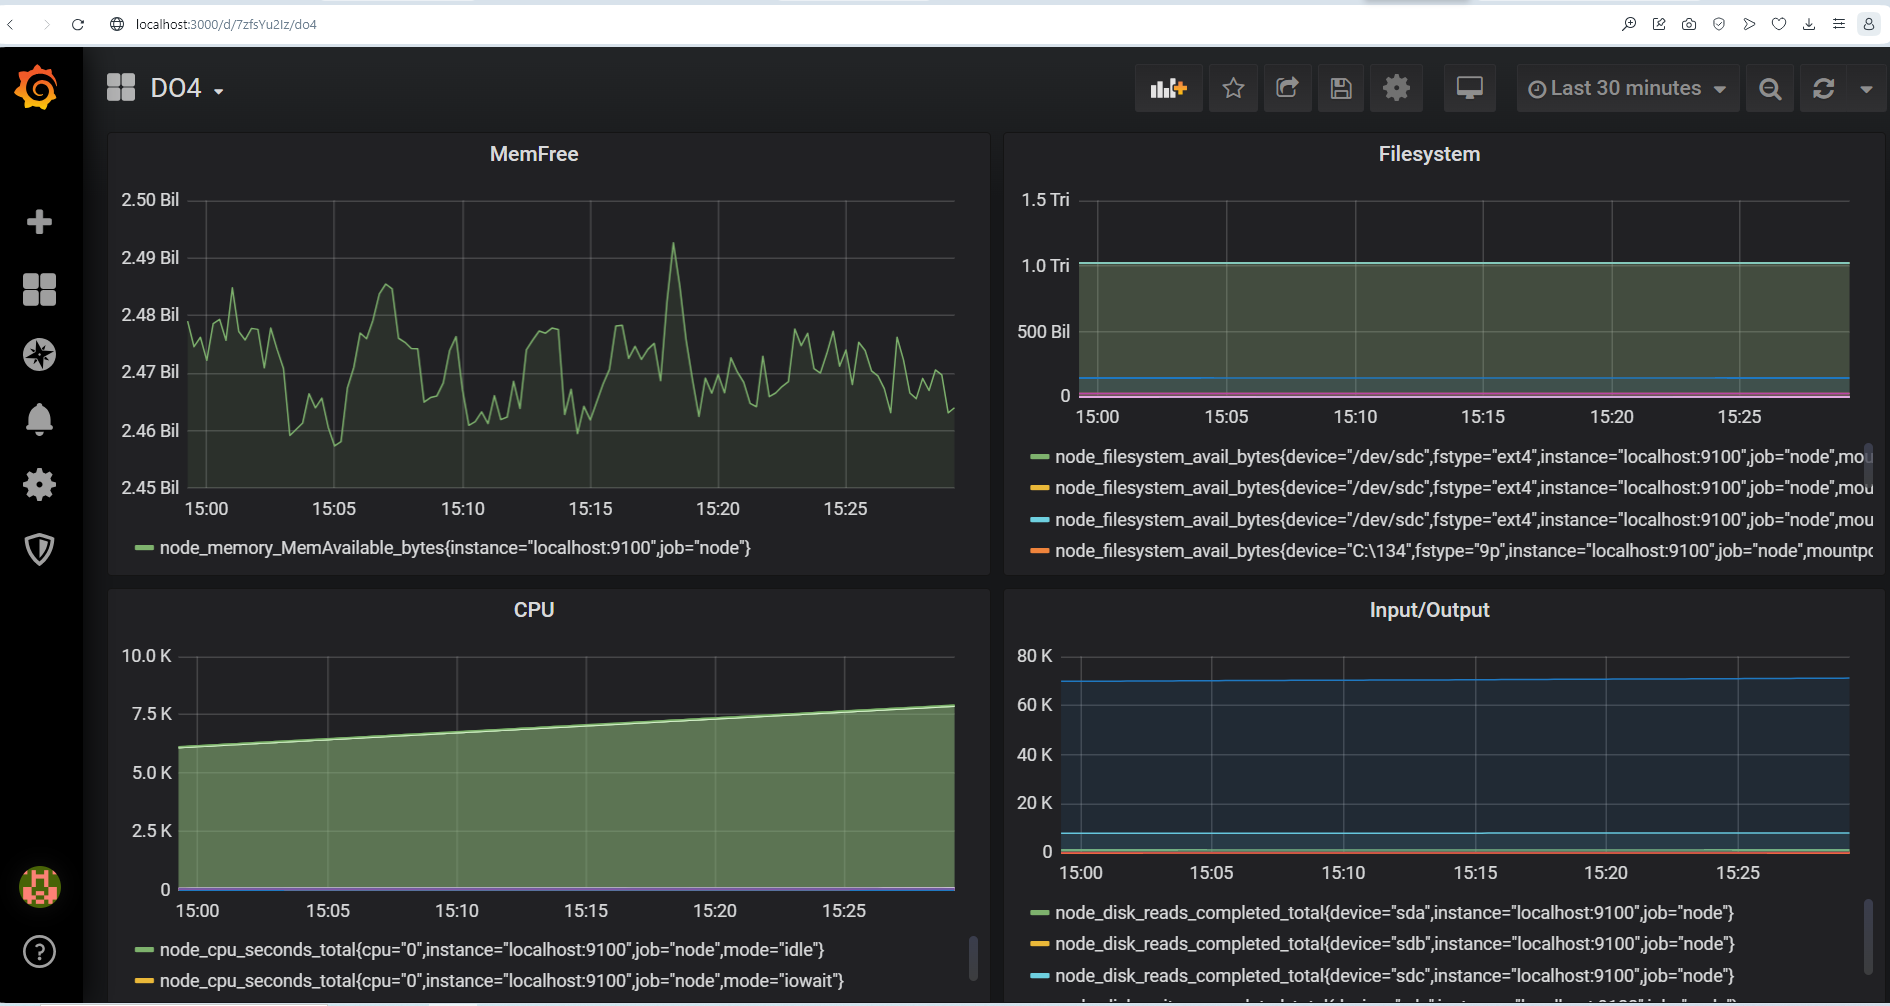 localhost:3000/d/7zfsYu2Iz/do4
DO4
Last 30 minutes
MemFree
2.50 Bil
2.49 Bil
2.48 Bil
2.47 Bil
2.46 Bil
2.45 Bil
15:00 15:05 15:10 15:15 15:20 15:25
node_memory_MemAvailable_bytes{instance="localhost:9100",job="node"}
Filesystem
1.5 Tri
1.0 Tri
500 Bil
0
15:00 15:05 15:10 15:15 15:20 15:25
node_filesystem_avail_bytes{device="/dev/sdc",fstype="ext4",instance="localhost:9100",job="node",mou
node_filesystem_avail_bytes{device="/dev/sdc",fstype="ext4",instance="localhost:9100",job="node",mou
node_filesystem_avail_bytes{device="/dev/sdc",fstype="ext4",instance="localhost:9100",job="node",mou
node_filesystem_avail_bytes{device="C:\134",fstype="9p",instance="localhost:9100",job="node",mountpo
CPU
10.0 K
7.5 K
5.0 K
2.5 K
0
15:00 15:05 15:10 15:15 15:20 15:25
node_cpu_seconds_total{cpu="0",instance="localhost:9100",job="node",mode="idle"}
node_cpu_seconds_total{cpu="0",instance="localhost:9100",job="node",mode="iowait"}
Input/Output
80 K
60 K
40 K
20 K
0
15:00 15:05 15:10 15:15 15:20 15:25
node_disk_reads_completed_total{device="sda",instance="localhost:9100",job="node"}
node_disk_reads_completed_total{device="sdb",instance="localhost:9100",job="node"}
node_disk_reads_completed_total{device="sdc",instance="localhost:9100",job="node"}